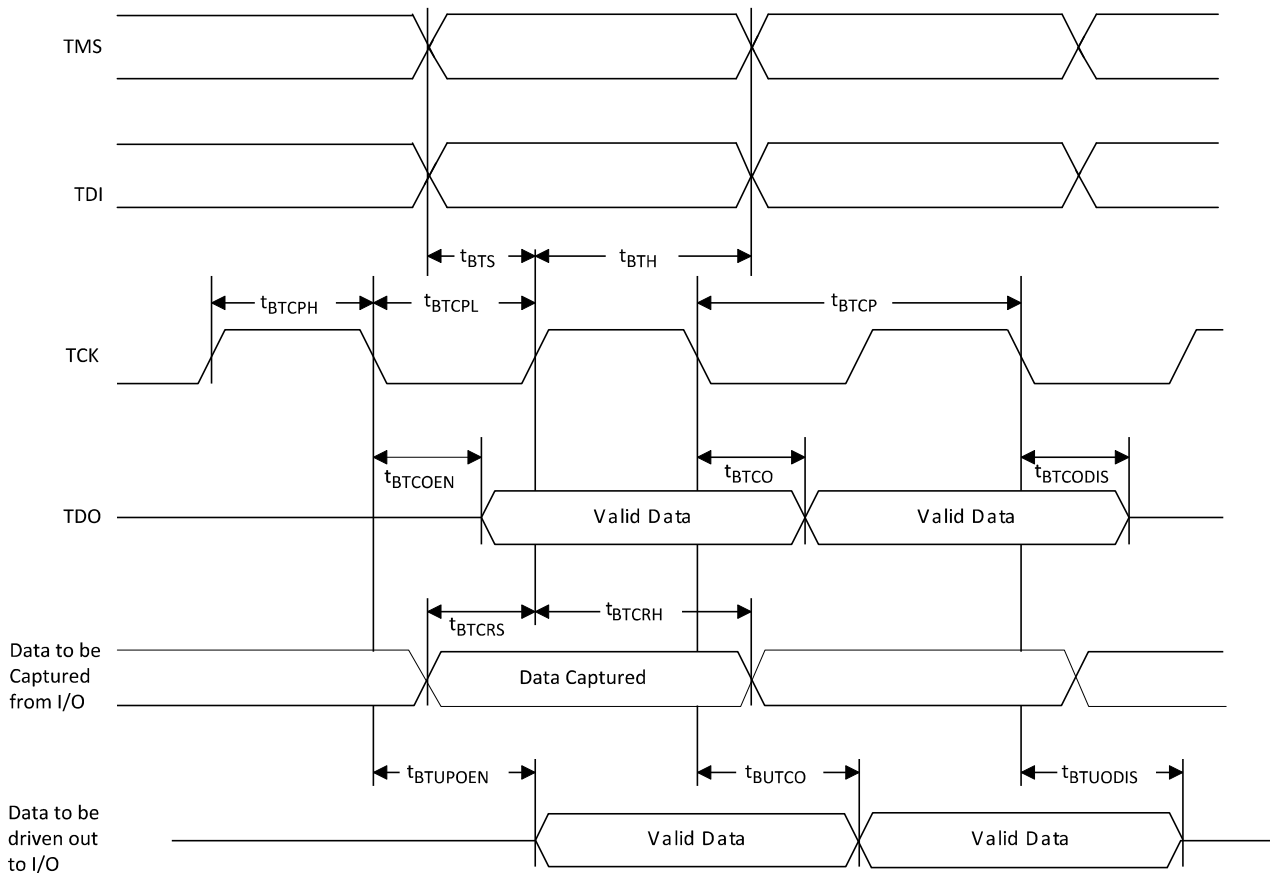 TMS
TDI
tBTS
tBTH
tBTCPH
tBTCPL
tBTCP
TCK
tBTCOEN
tBTCO
tBTCODIS
TDO
Valid Data
Valid Data
tBTCRS
tBTCRH
Data to be
Captured
from I/O
Data Captured
tBTUPOEN
tBUTCO
tBTUODIS
Data to be
driven out
to I/O
Valid Data
Valid Data